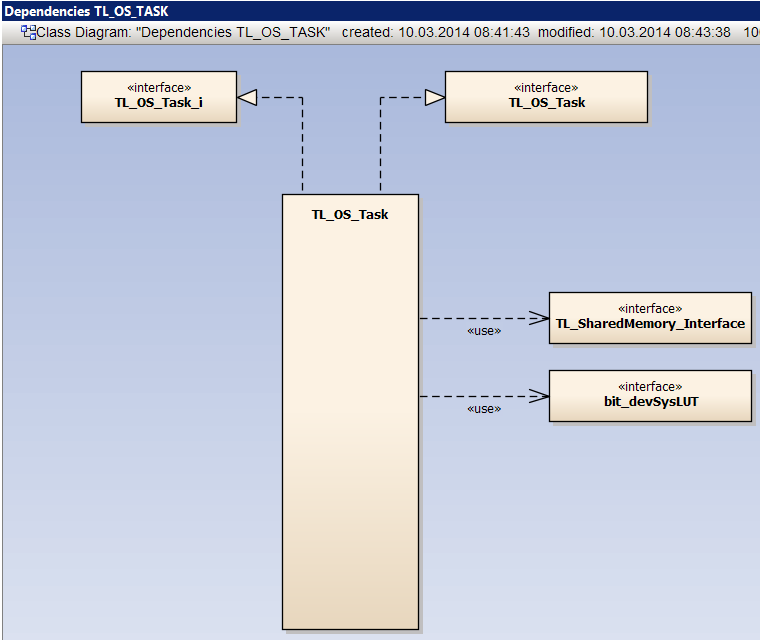 Dependencies TL_OS_TASK
Class Diagram: "Dependencies TL_OS_TASK" created: 10.03.2014 08:41:43 modified: 10.03.2014 08:43:38 10
«interface»
TL_OS_Task_i
«interface»
TL_OS_Task
TL_OS_Task
«interface»
TL_SharedMemory_Interface
«use»
«interface»
bit_devSysLUT
«use»